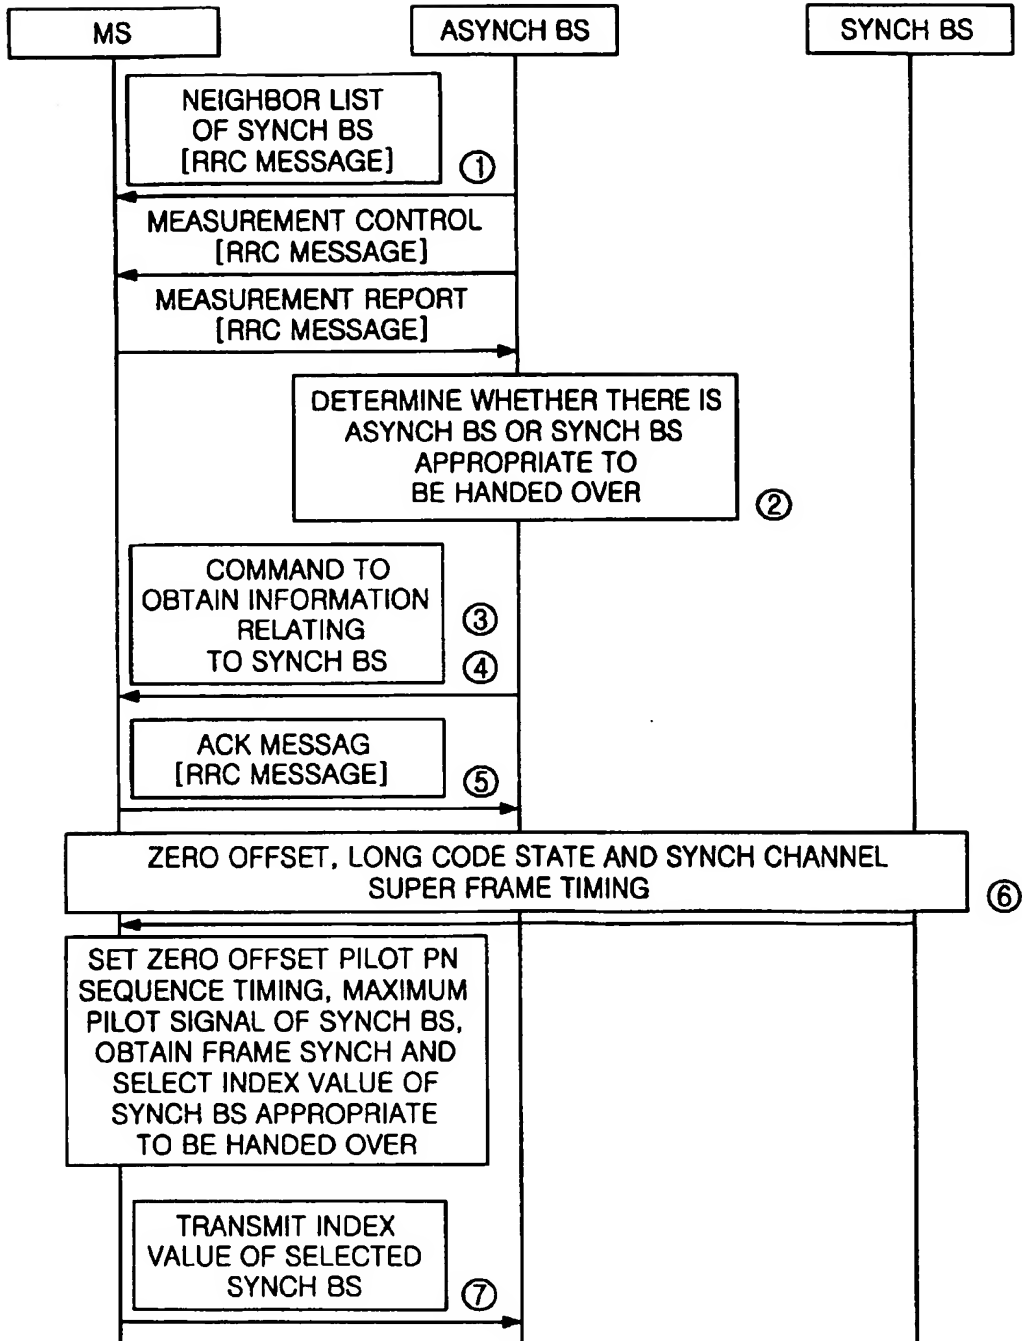 MS
ASYNCH BS
SYNCH BS
NEIGHBOR LIST
OF SYNCH BS
[RRC MESSAGE]
①
MEASUREMENT CONTROL
[RRC MESSAGE]
MEASUREMENT REPORT
[RRC MESSAGE]
DETERMINE WHETHER THERE IS
ASYNCH BS OR SYNCH BS
APPROPRIATE TO
BE HANDED OVER
②
COMMAND TO
OBTAIN INFORMATION
RELATING
TO SYNCH BS
③
④
ACK MESSAG
[RRC MESSAGE]
⑤
ZERO OFFSET, LONG CODE STATE AND SYNCH CHANNEL
SUPER FRAME TIMING
⑥
SET ZERO OFFSET PILOT PN
SEQUENCE TIMING, MAXIMUM
PILOT SIGNAL OF SYNCH BS,
OBTAIN FRAME SYNCH AND
SELECT INDEX VALUE OF
SYNCH BS APPROPRIATE
TO BE HANDED OVER
TRANSMIT INDEX
VALUE OF SELECTED
SYNCH BS
⑦